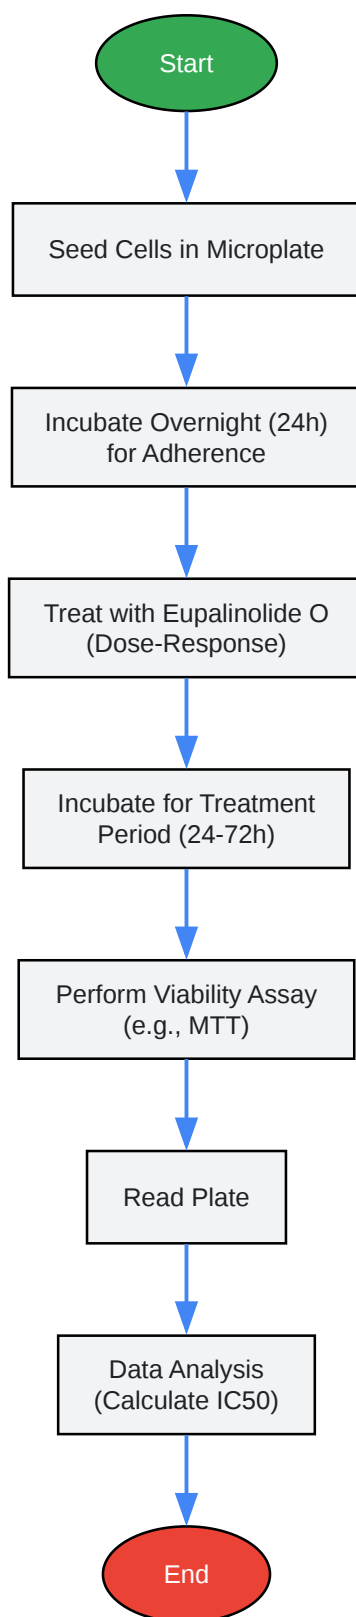 Start
Seed Cells in Microplate
Incubate Overnight (24h)
for Adherence
Treat with Eupalinolide O
(Dose-Response)
Incubate for Treatment
Period (24-72h)
Perform Viability Assay
(e.g., MTT)
Read Plate
Data Analysis
(Calculate IC50)
End